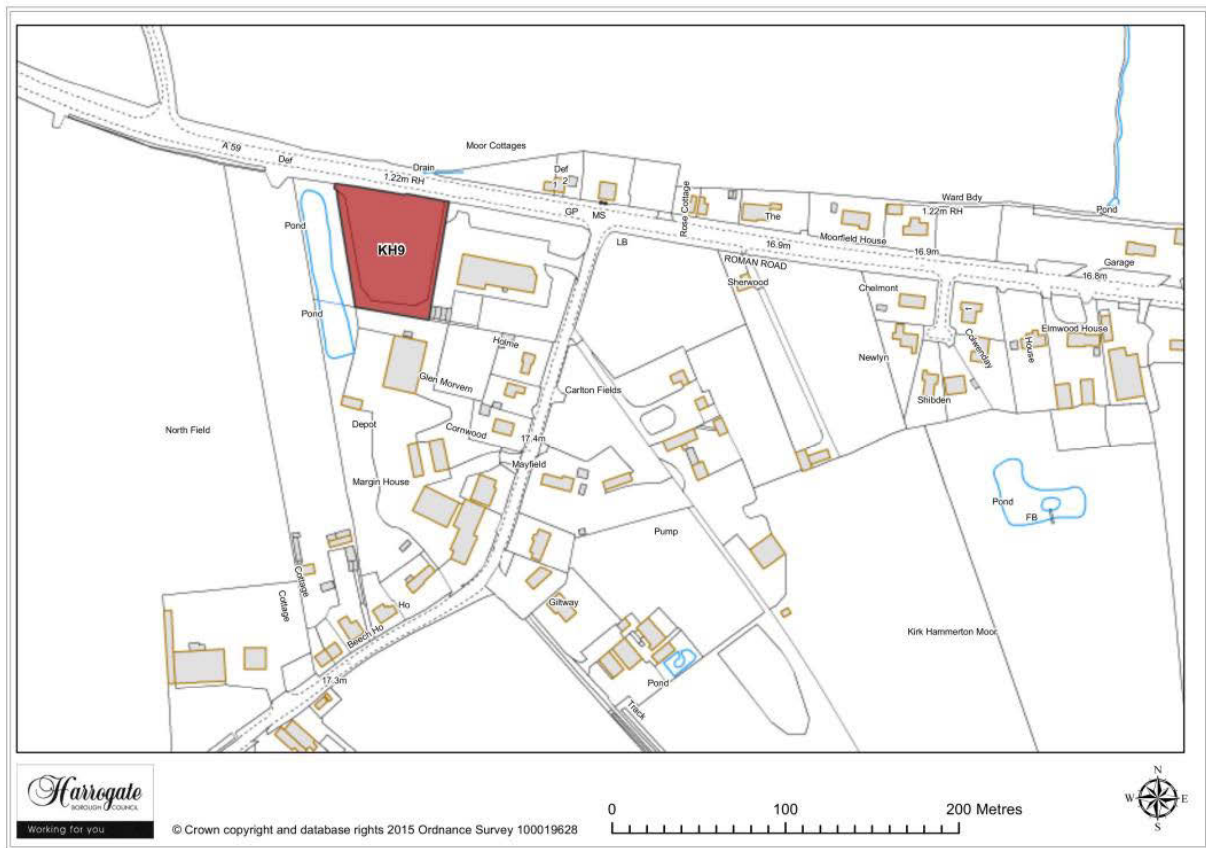 A 59
Def
1.22m RH
Drain
Moor Cottages
Def
1 2
GP
MS
LB
Rose Cottage
The
Ward Bdy
1.22m RH
Pond
Moorfield House
16.9m
16.9m
ROMAN ROAD
Garage
16.8m
Sherwood
Chelmont
1
Elmwood House
House
Colwenday
Newlyn
Shibden
Pond
KH9
Pond
Holme
Glen Morvern
Carlton Fields
Depot
Cornwood
17.4m
North Field
Mayfield
Margin House
Pump
Pond
FB
Cottage
Cottage
Ho
Beech Ho
Giltway
Kirk Hammerton Moor
17.3m
Pond
Track
Harrogate
BOROUGH COUNCIL
Working for you
© Crown copyright and database rights 2015 Ordnance Survey 100019628
0 100 200 Metres
N
W E
S